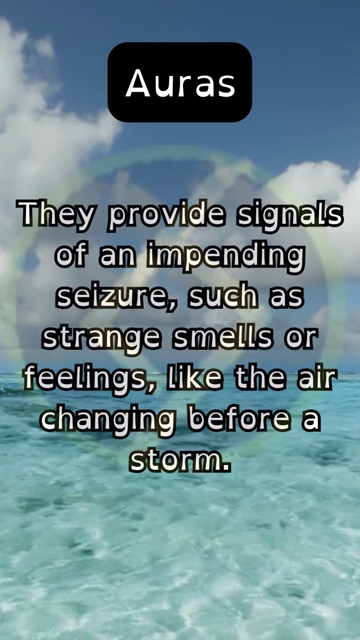 Auras
They provide signals
of an impending
seizure, such as
strange smells or
feelings, like the air
changing before a
storm.